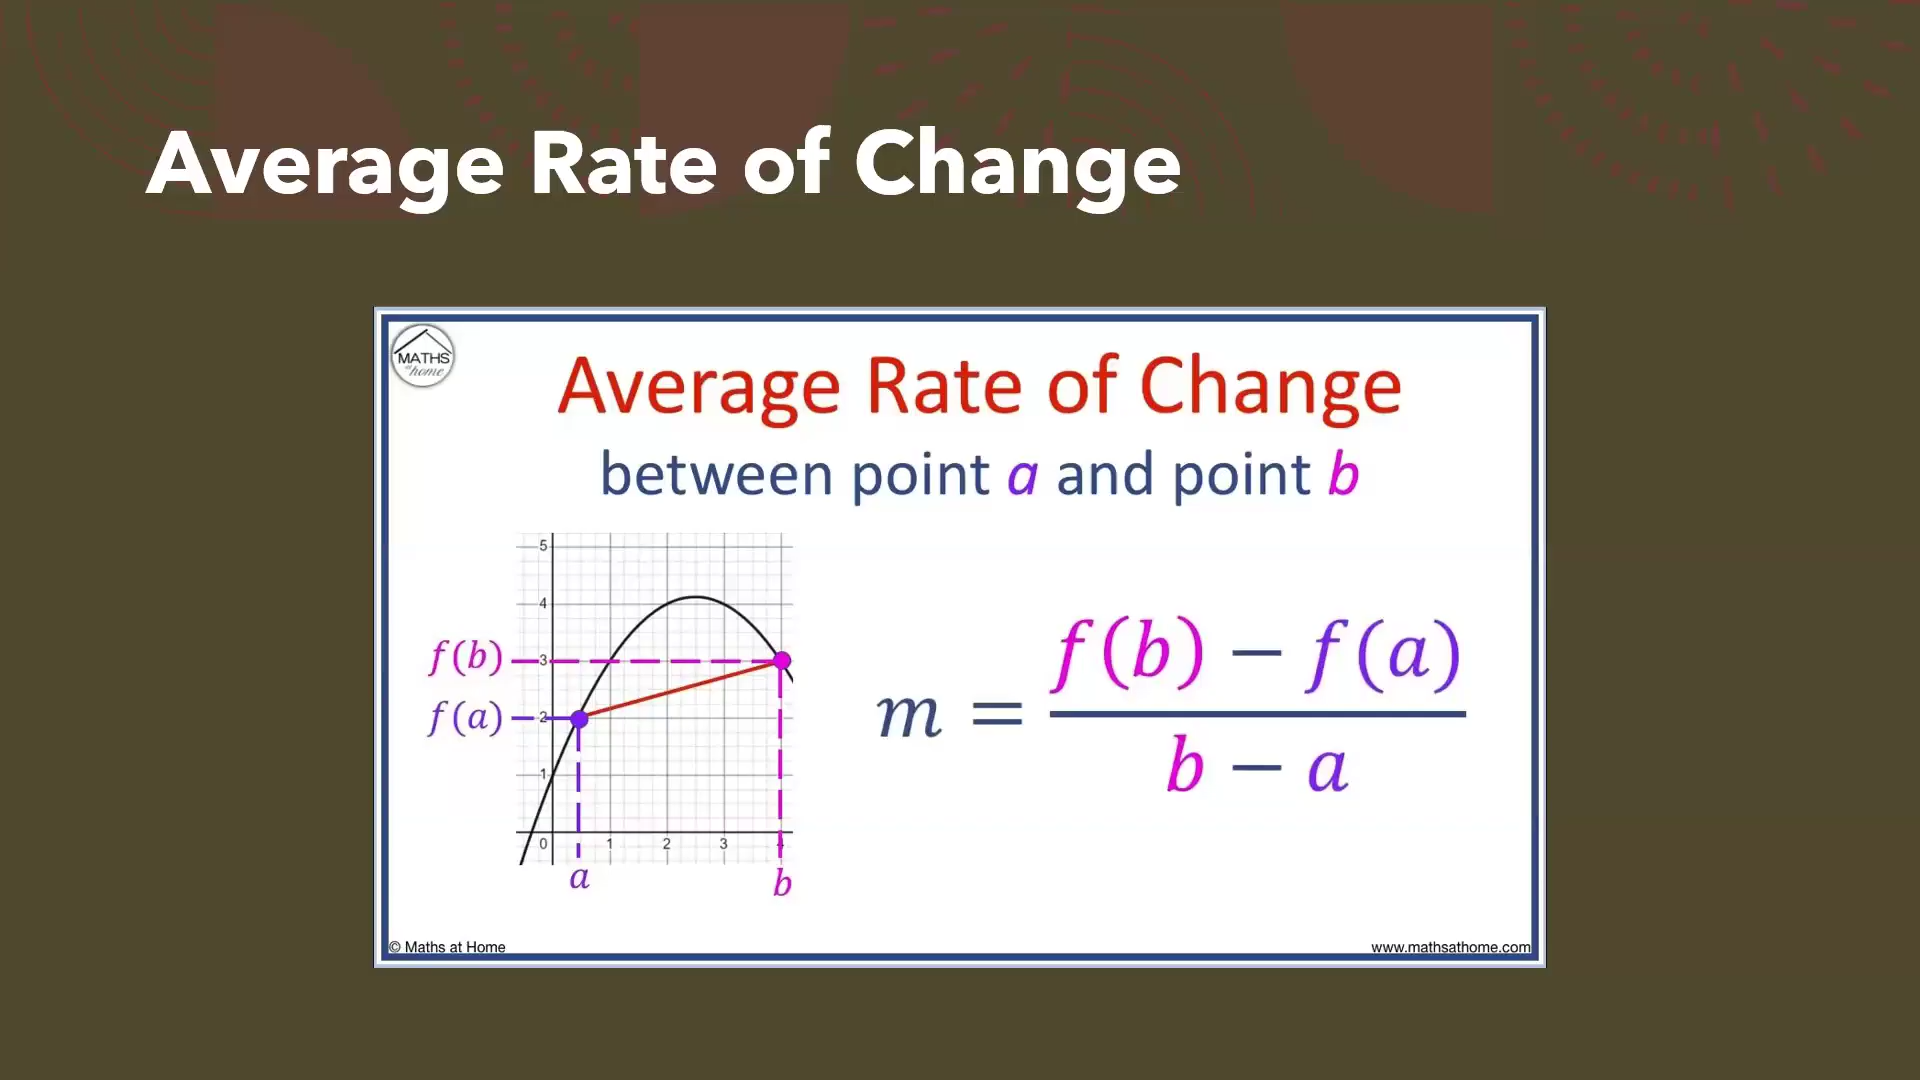 Average Rate of Change
MATHS
at home
Average Rate of Change
between point a and point b
5
4
f(b) 3
f(a) 2
1
0 1 2 3 4
a b
m = f(b) − f(a)
b − a
© Maths at Home
www.mathsathome.com